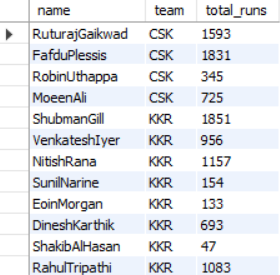 name team total_runs
RuturajGaikwad CSK 1593
FafduPlessis CSK 1831
RobinUthappa CSK 345
MoeenAli CSK 725
ShubmanGill KKR 1851
VenkateshIyer KKR 956
NitishRana KKR 1157
SunilNarine KKR 154
EoinMorgan KKR 133
DineshKarthik KKR 693
ShakibAlHasan KKR 47
RahulTripathi KKR 1083